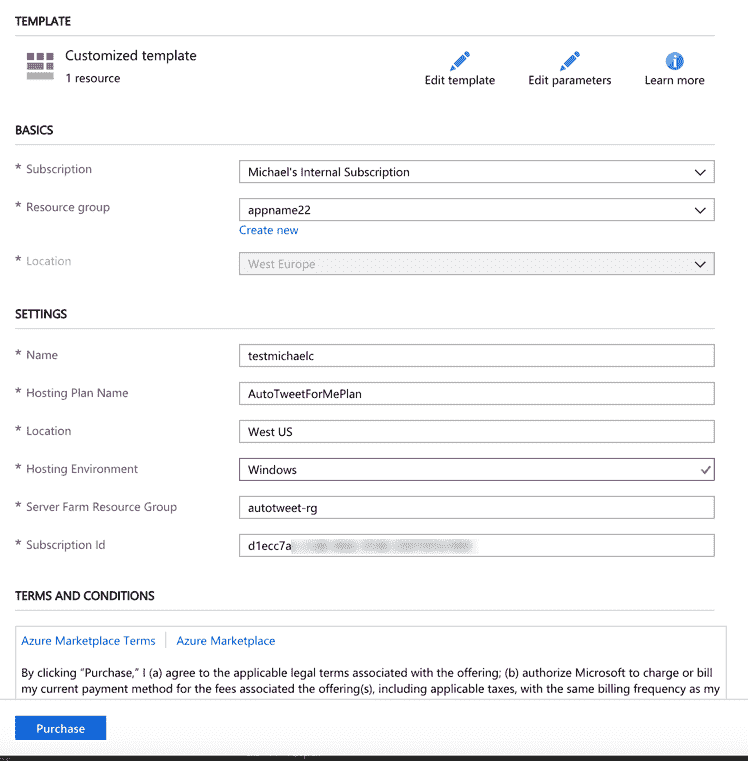 TEMPLATE
Customized template
1 resource
Edit template
Edit parameters
Learn more
BASICS
* Subscription
Michael's Internal Subscription
* Resource group
appname22
Create new
* Location
West Europe
SETTINGS
* Name
testmichaelc
* Hosting Plan Name
AutoTweetForMePlan
* Location
West US
* Hosting Environment
Windows
* Server Farm Resource Group
autotweet-rg
* Subscription Id
d1ecc7a
TERMS AND CONDITIONS
Azure Marketplace Terms
Azure Marketplace
By clicking “Purchase,” I (a) agree to the applicable legal terms associated with the offering; (b) authorize Microsoft to charge or bill
my current payment method for the fees associated the offering(s), including applicable taxes, with the same billing frequency as my
Purchase